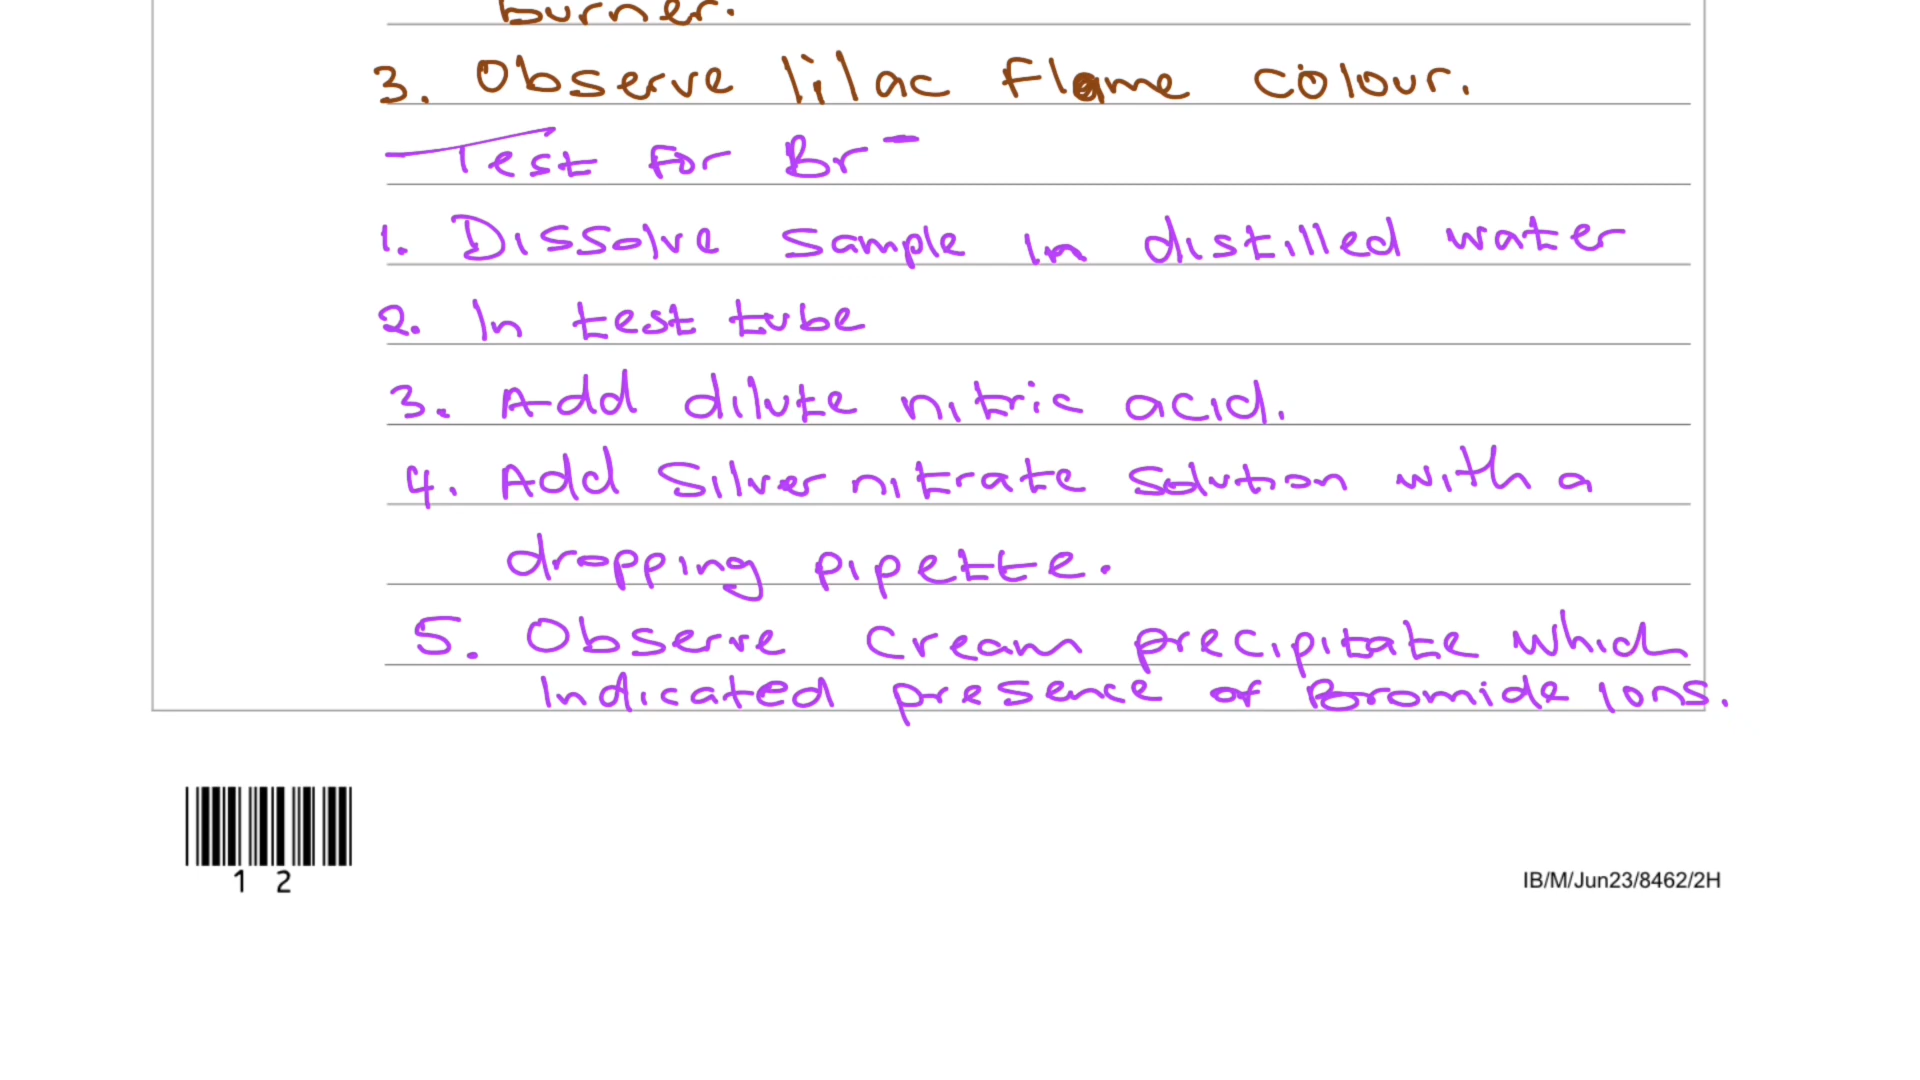 burner.
3. Observe lilac flame colour.
Test for Br⁻
1. Dissolve sample in distilled water
2. In test tube
3. Add dilute nitric acid.
4. Add Silver nitrate solution with a
dropping pipette.
5. Observe cream precipitate which
indicated presence of Bromide ions.
1 2
IB/M/Jun23/8462/2H